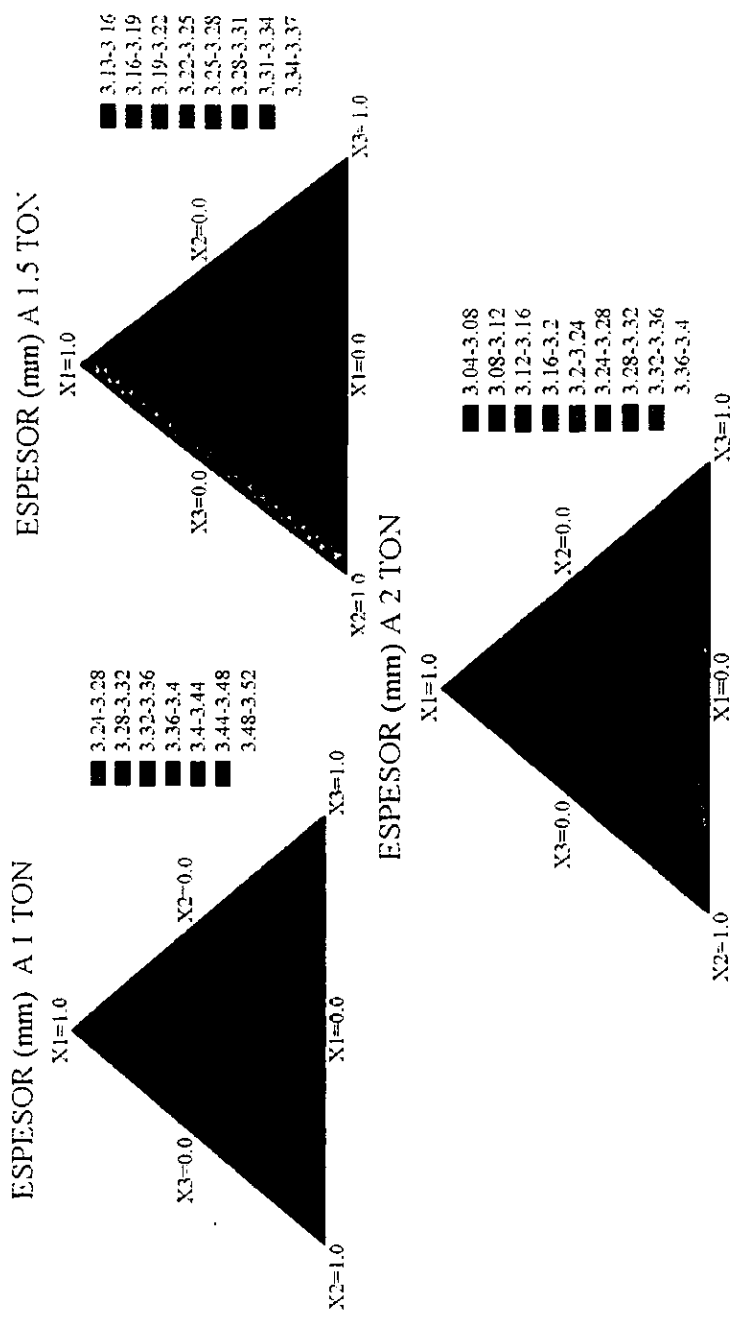 ESPESOR (mm) A 1 TON
X1=1.0
X3=0.0
X2=0.0
X2=1.0
X1=0.0
X3=1.0
3.24-3.28
3.28-3.32
3.32-3.36
3.36-3.4
3.4-3.44
3.44-3.48
3.48-3.52
ESPESOR (mm) A 1.5 TON
X1=1.0
X3=0.0
X2=0.0
X2=1.0
X1=0.0
X3=1.0
3.13-3.16
3.16-3.19
3.19-3.22
3.22-3.25
3.25-3.28
3.28-3.31
3.31-3.34
3.34-3.37
ESPESOR (mm) A 2 TON
X1=1.0
X3=0.0
X2=0.0
X2=1.0
X1=0.0
X3=1.0
3.04-3.08
3.08-3.12
3.12-3.16
3.16-3.2
3.2-3.24
3.24-3.28
3.28-3.32
3.32-3.36
3.36-3.4